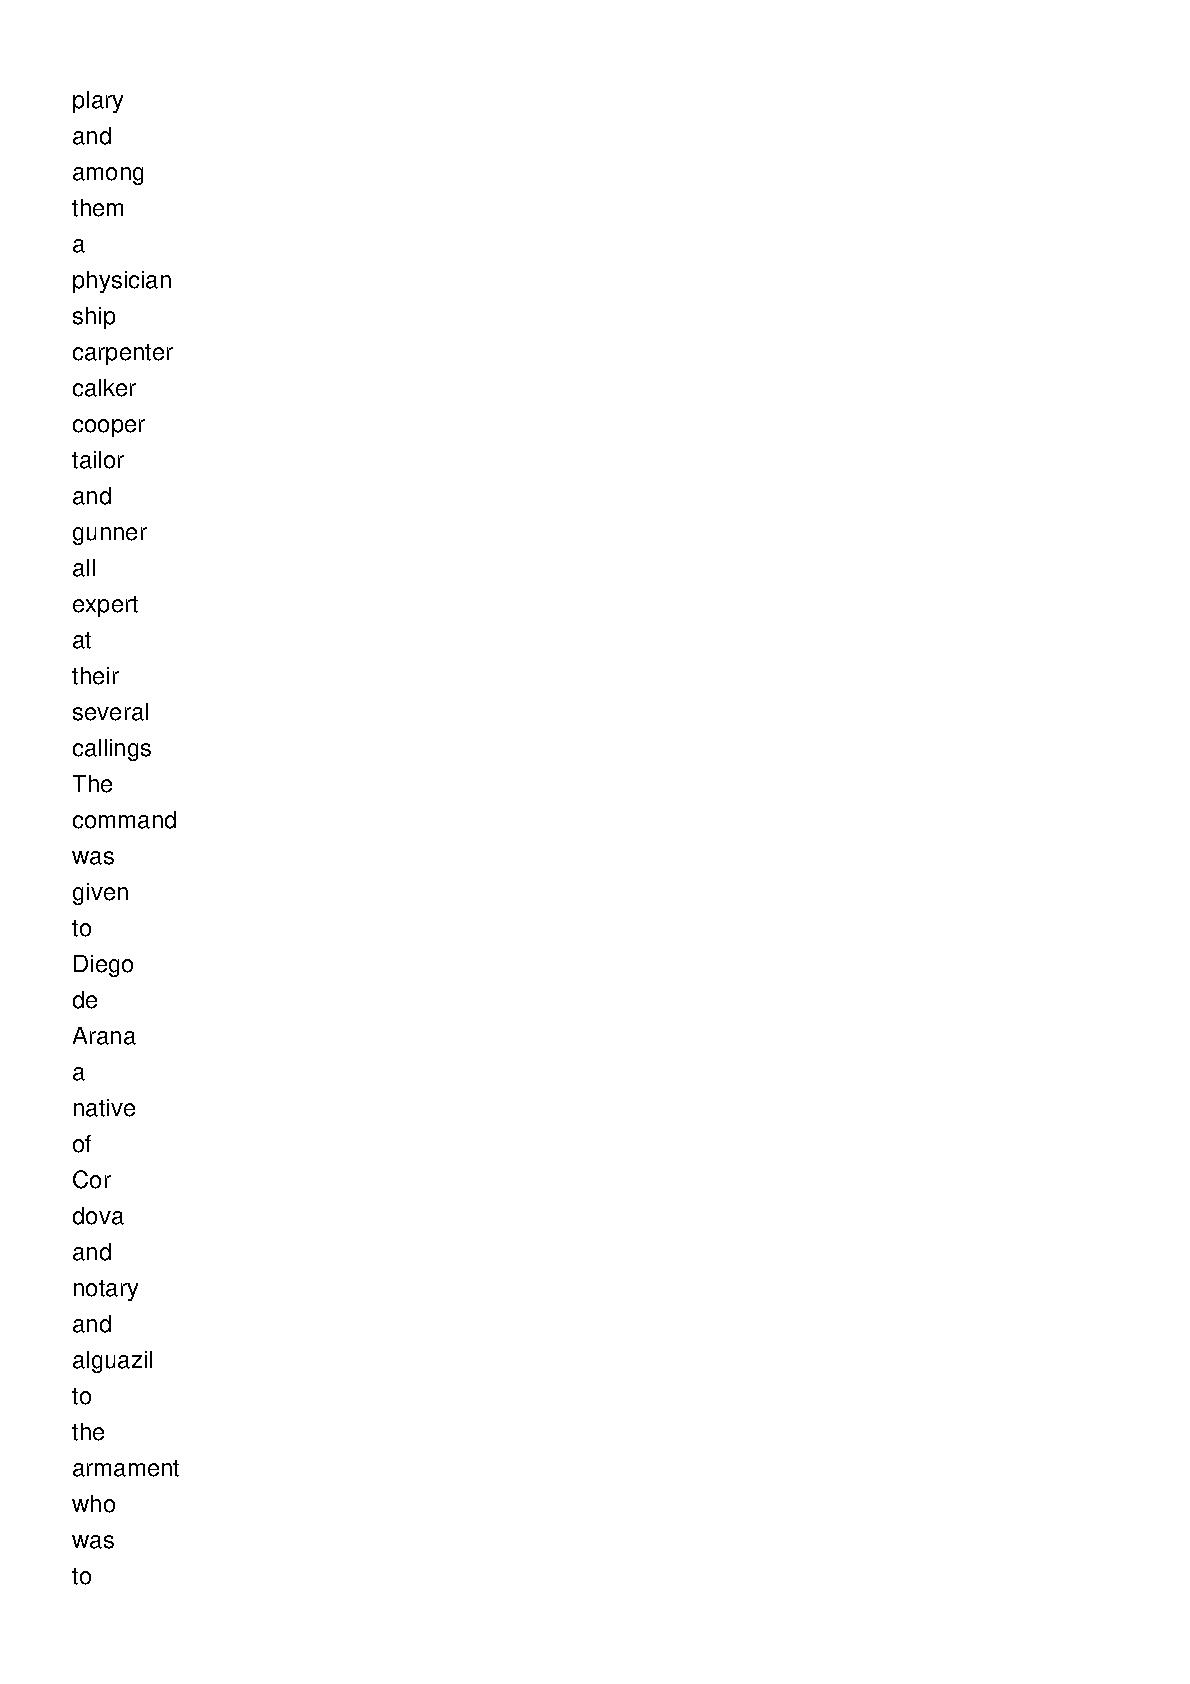 plary
and
among
them
a
physician
ship
carpenter
calker
cooper
tailor
and
gunner
all
expert
at
their
several
callings
The
command
was
given
to
Diego
de
Arana
a
native
of
Cor
dova
and
notary
and
alguazil
to
the
armament
who
was
to